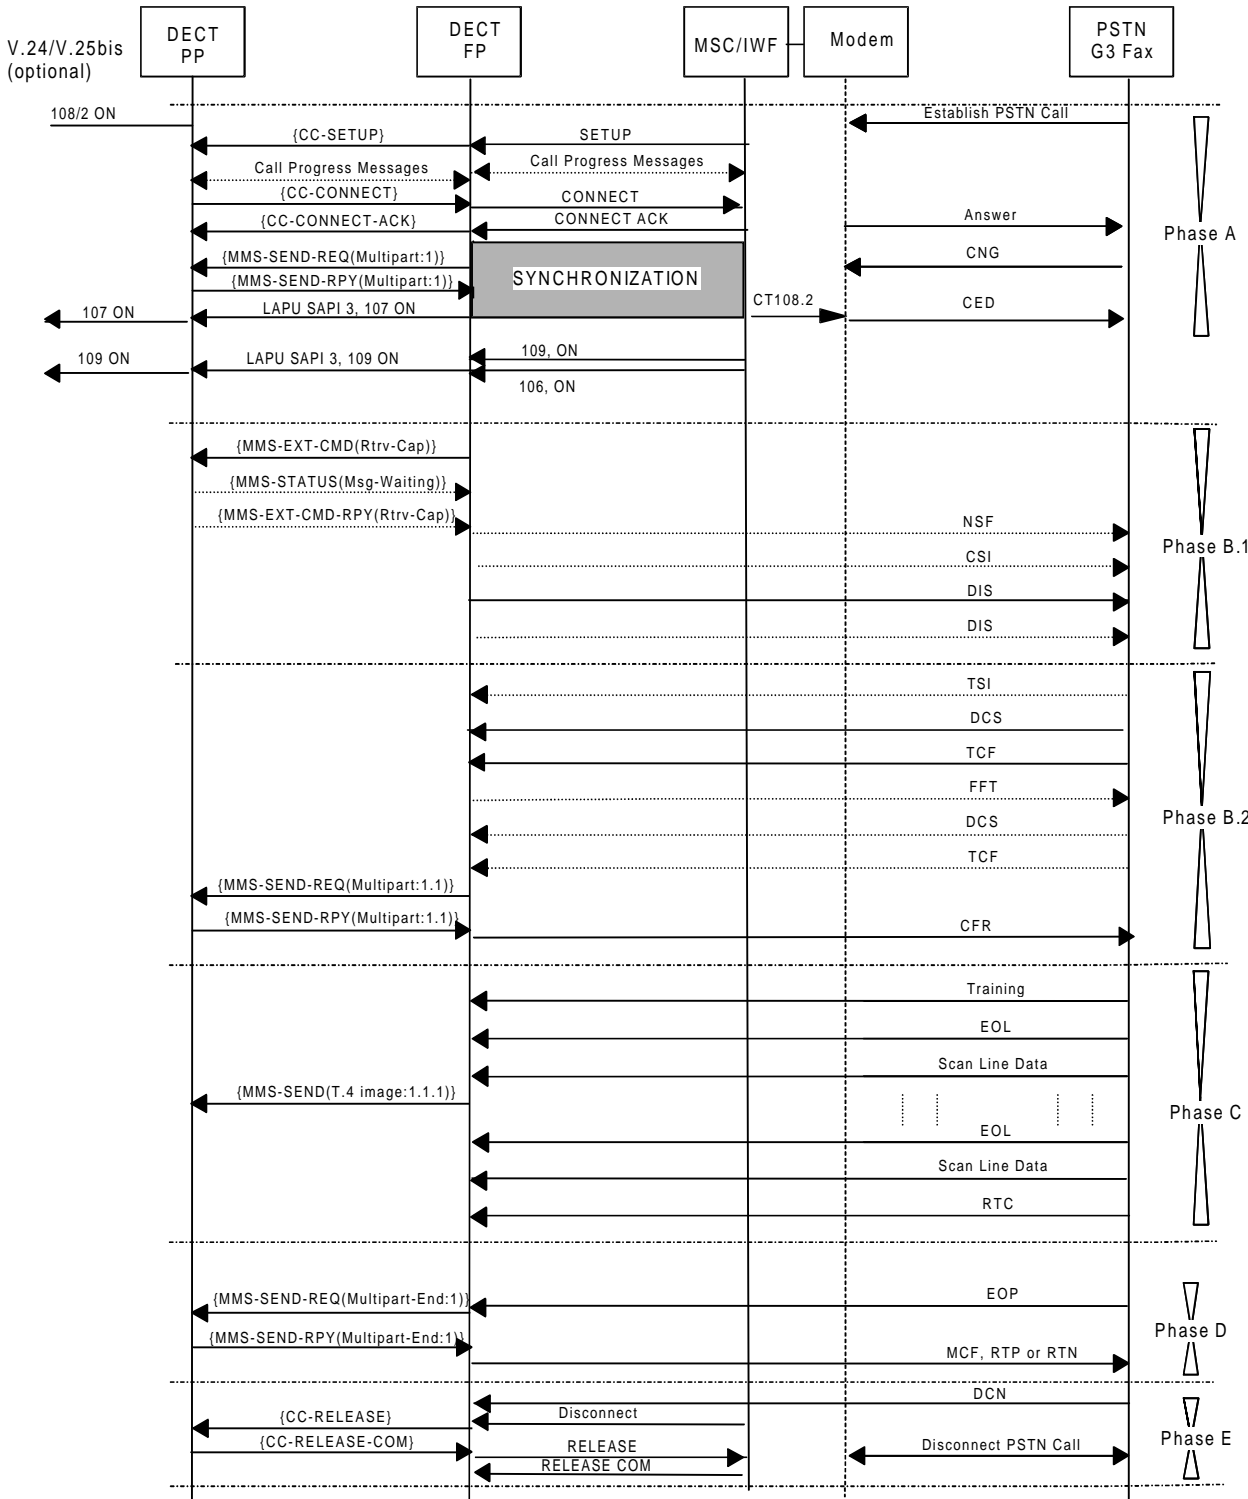 V.24/V.25bis
(optional)
DECT
PP
DECT
FP
MSC/IWF
Modem
PSTN
G3 Fax
108/2 ON
Establish PSTN Call
{CC-SETUP}
SETUP
Call Progress Messages
Call Progress Messages
{CC-CONNECT}
CONNECT
{CC-CONNECT-ACK}
CONNECT ACK
Answer
Phase A
{MMS-SEND-REQ(Multipart:1)}
CNG
{MMS-SEND-RPY(Multipart:1)}
SYNCHRONIZATION
107 ON
LAPU SAPI 3, 107 ON
CT108.2
CED
109 ON
LAPU SAPI 3, 109 ON
109, ON
106, ON
{MMS-EXT-CMD(Rtrv-Cap)}
{MMS-STATUS(Msg-Waiting)}
{MMS-EXT-CMD-RPY(Rtrv-Cap)}
NSF
Phase B.1
CSI
DIS
DIS
TSI
DCS
TCF
FFT
Phase B.2
DCS
TCF
{MMS-SEND-REQ(Multipart:1.1)}
{MMS-SEND-RPY(Multipart:1.1)}
CFR
Training
EOL
Scan Line Data
{MMS-SEND(T.4 image:1.1.1)}
Phase C
EOL
Scan Line Data
RTC
{MMS-SEND-REQ(Multipart-End:1)}
EOP
{MMS-SEND-RPY(Multipart-End:1)}
Phase D
MCF, RTP or RTN
DCN
{CC-RELEASE}
Disconnect
{CC-RELEASE-COM}
RELEASE
Disconnect PSTN Call
Phase E
RELEASE COM